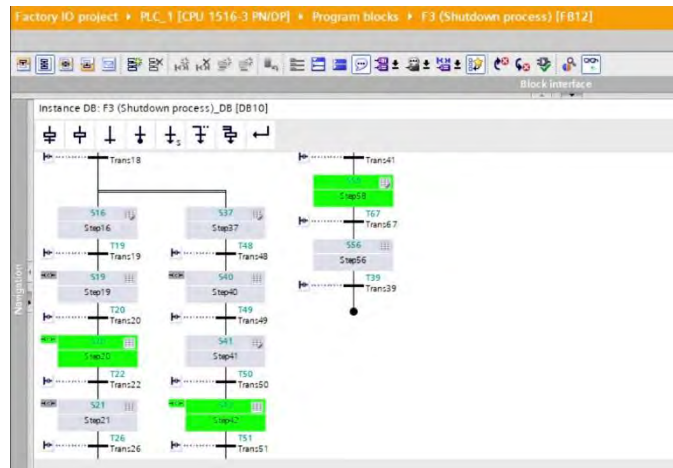 Factory IO project ▸ PLC_1 [CPU 1516-3 PN/DP] ▸ Program blocks ▸ F3 (Shutdown process) [FB12]
Block interface
Instance DB: F3 (Shutdown process)_DB [DB10]
Navigation
Trans18
S16
Step16
T19
Trans19
S19
Step19
T20
Trans20
Step20
T22
Trans22
S21
Step21
T26
Trans26
S37
Step37
T48
Trans48
S40
Step40
T49
Trans49
S41
Step41
T50
Trans50
Step42
T51
Trans51
Trans41
Step58
T67
Trans67
S56
Step56
T39
Trans39